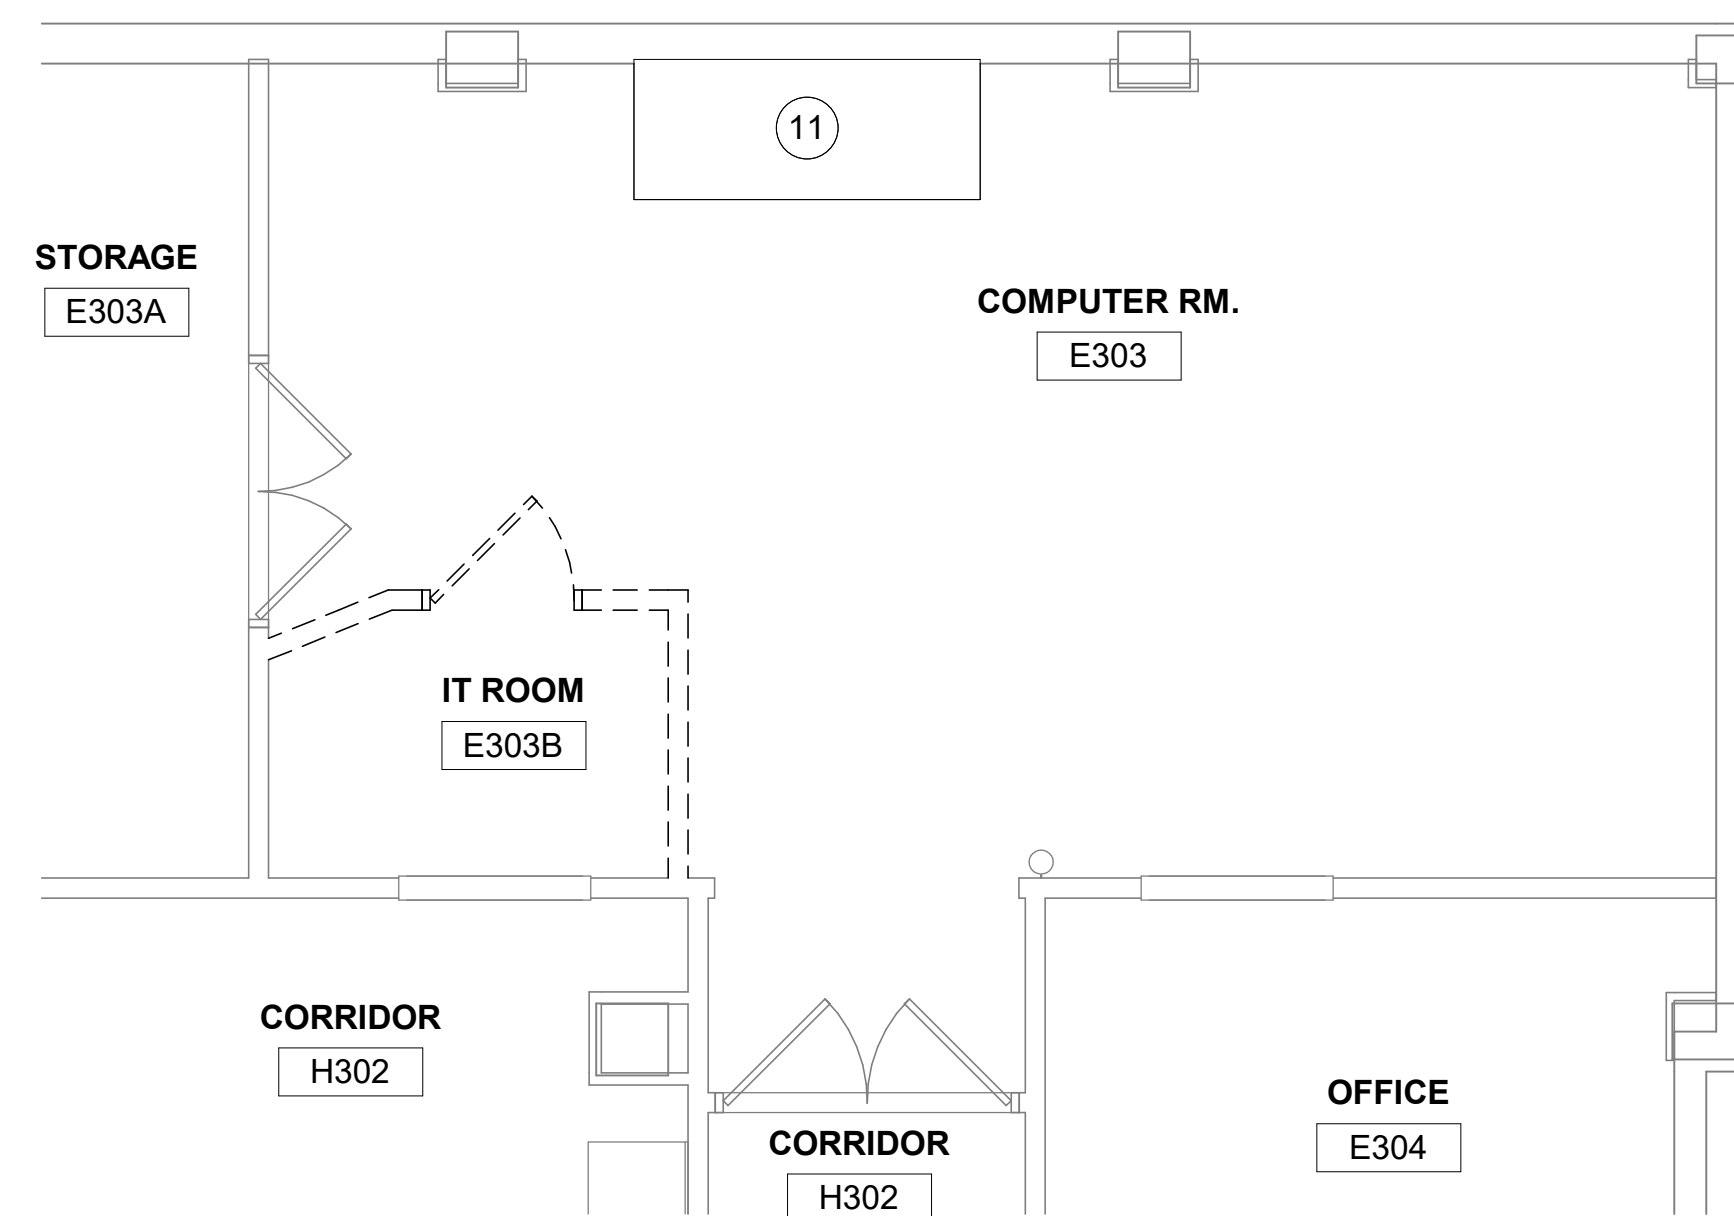 11
STORAGE
E303A
COMPUTER RM.
E303
IT ROOM
E303B
CORRIDOR
H302
OFFICE
E304
CORRIDOR
H302